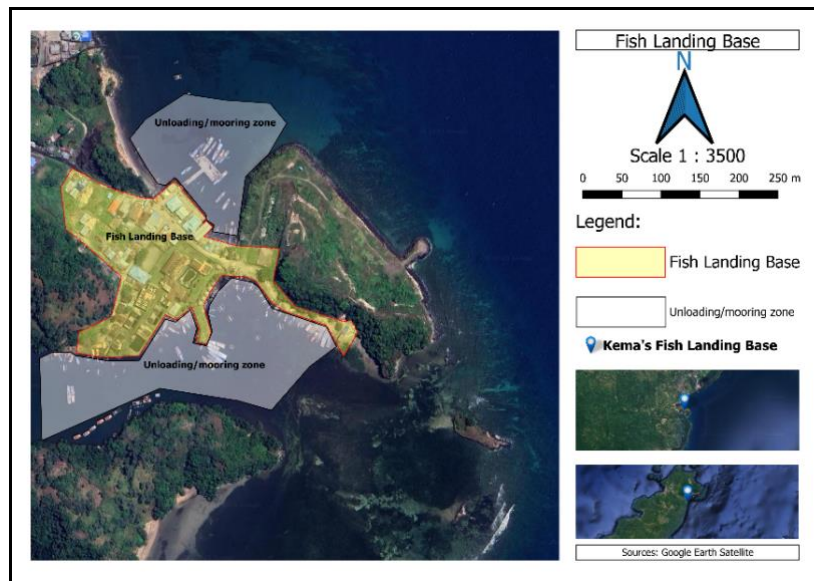 Unloading/mooring zone
Fish Landing Base
Unloading/mooring zone
Fish Landing Base
N
Scale 1 : 3500
0 50 100 150 200 250 m
Legend:
Fish Landing Base
Unloading/mooring zone
Kema's Fish Landing Base
Sources: Google Earth Satellite